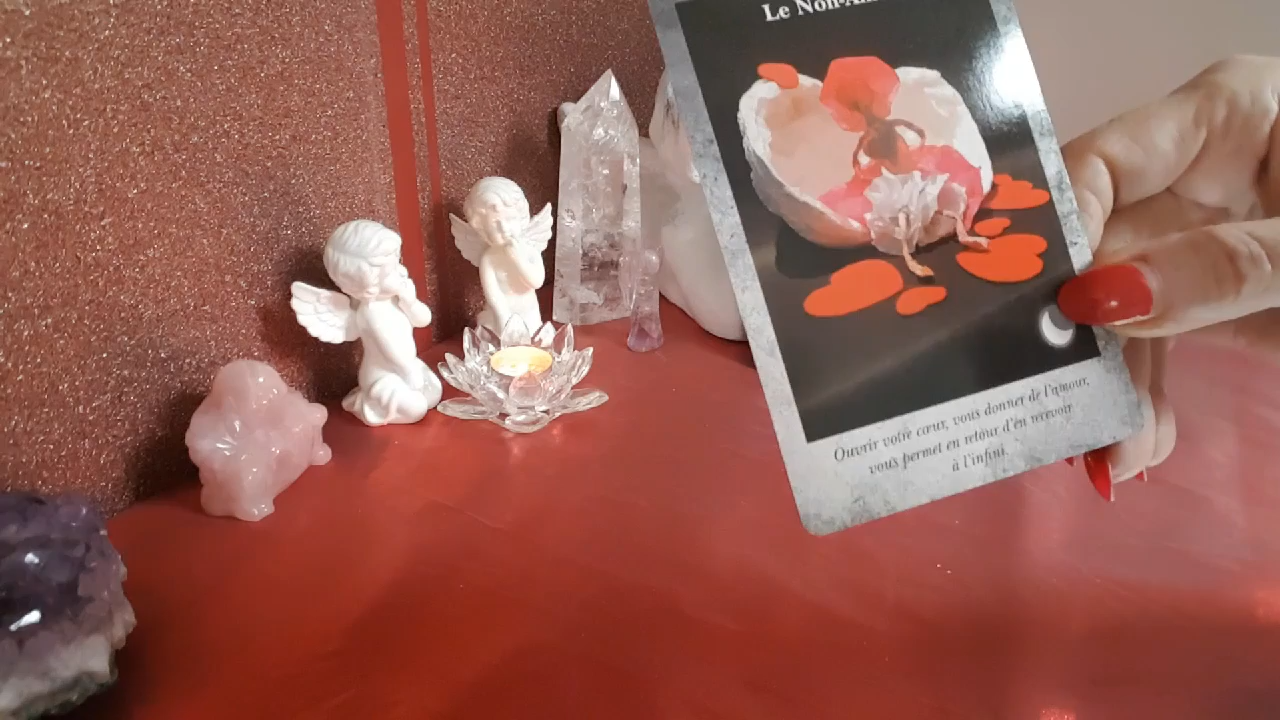 Le Non-Am
Ouvrir votre cœur, vous donner de l'amour,
vous permet en retour d'en recevoir
à l'infini.